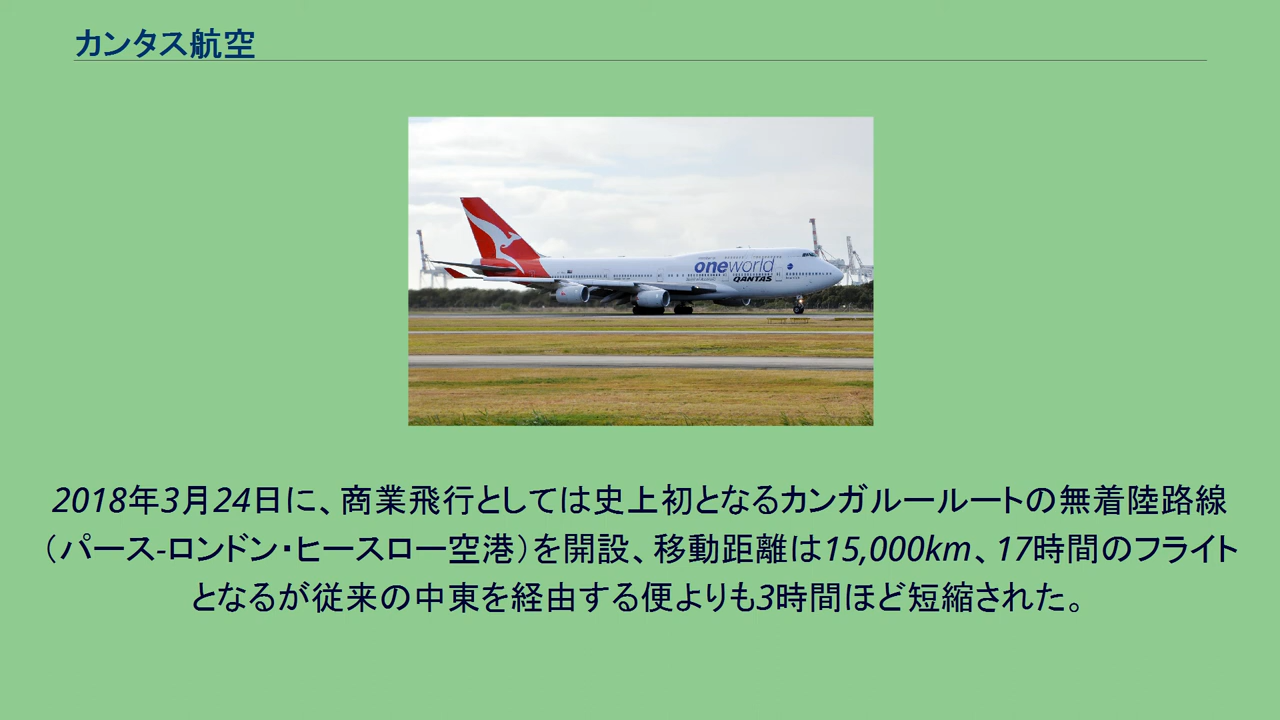 カンタス航空
oneworld
QANTAS
2018年3月24日に、商業飛行としては史上初となるカンガルールートの無着陸路線
（パース-ロンドン・ヒースロー空港）を開設、移動距離は15,000km、17時間のフライト
となるが従来の中東を経由する便よりも3時間ほど短縮された。